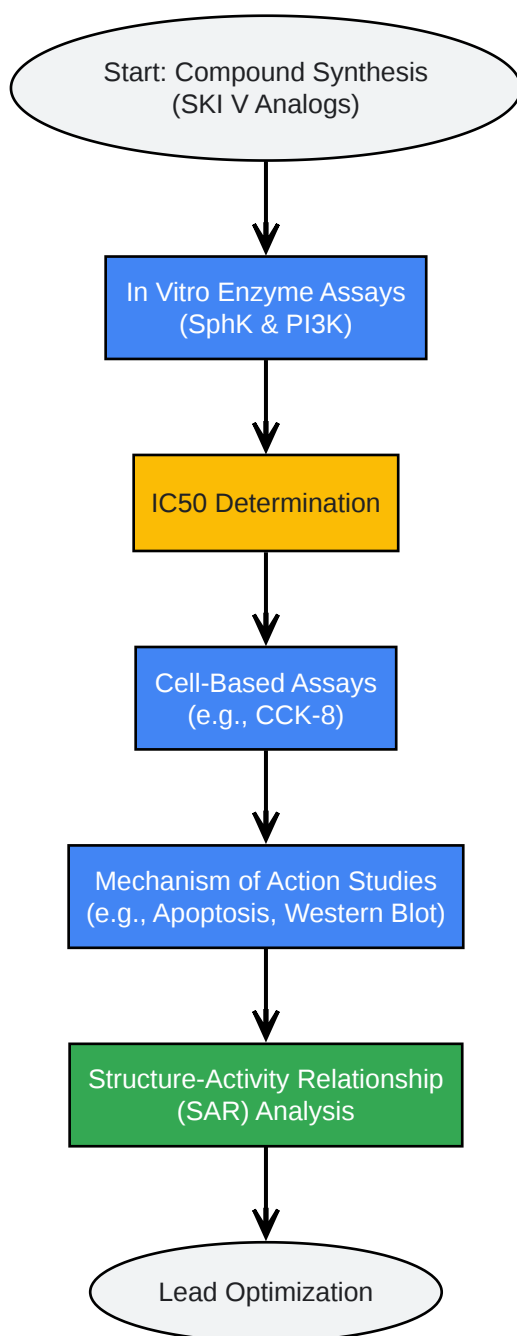 Start: Compound Synthesis
(SKI V Analogs)
In Vitro Enzyme Assays
(SphK & PI3K)
IC50 Determination
Cell-Based Assays
(e.g., CCK-8)
Mechanism of Action Studies
(e.g., Apoptosis, Western Blot)
Structure-Activity Relationship
(SAR) Analysis
Lead Optimization